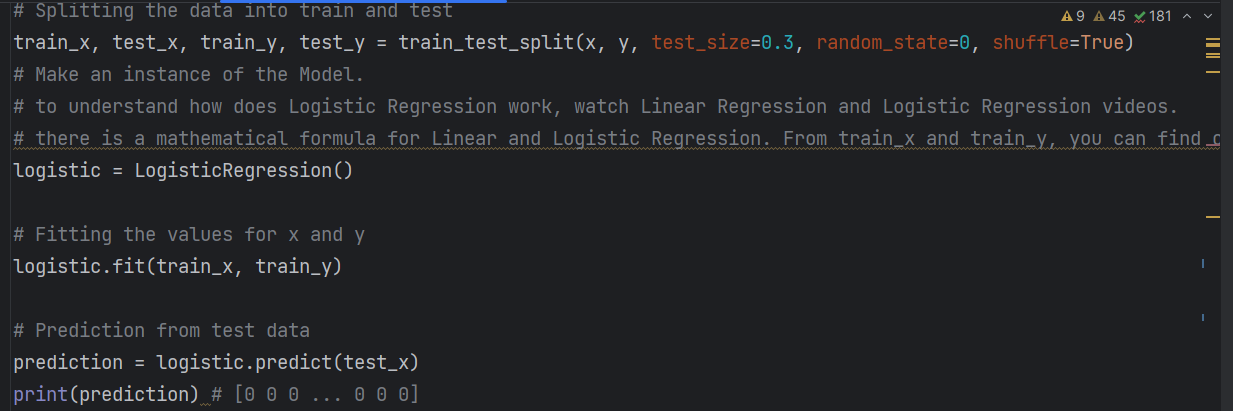 # Splitting the data into train and test
9 45 181
train_x, test_x, train_y, test_y = train_test_split(x, y, test_size=0.3, random_state=0, shuffle=True)
# Make an instance of the Model.
# to understand how does Logistic Regression work, watch Linear Regression and Logistic Regression videos.
# there is a mathematical formula for Linear and Logistic Regression. From train_x and train_y, you can find
logistic = LogisticRegression()
# Fitting the values for x and y
logistic.fit(train_x, train_y)
# Prediction from test data
prediction = logistic.predict(test_x)
print(prediction) # [0 0 0 ... 0 0 0]